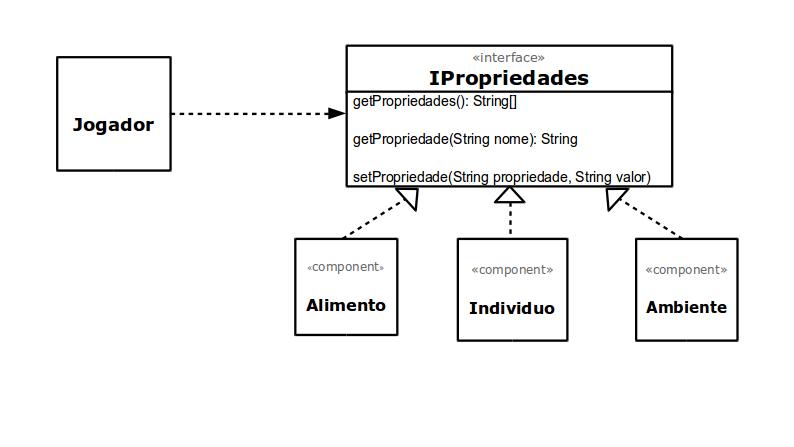 «interface»
IPropriedades
Jogador
getPropriedades(): String[]
getPropriedade(String nome): String
setPropriedade(String propriedade, String valor)
«component»
Alimento
«component»
Individuo
«component»
Ambiente